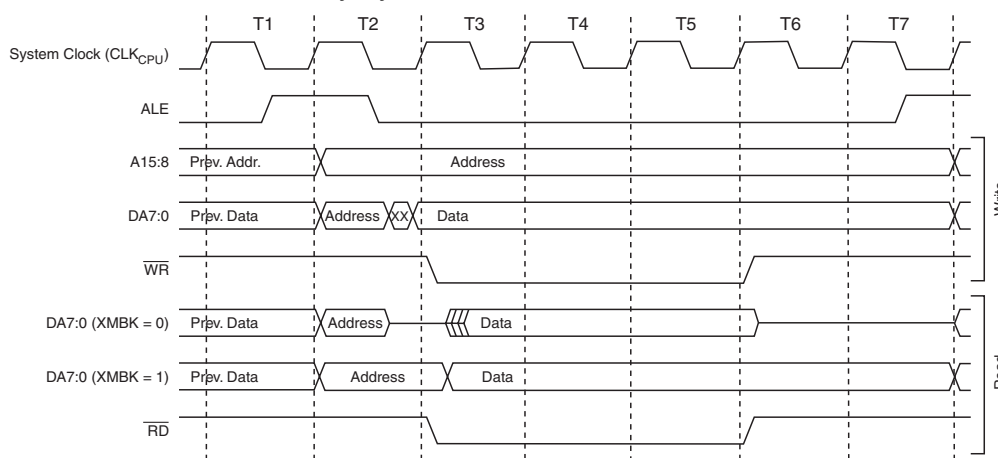 T1 T2 T3 T4 T5 T6 T7
System Clock (CLKCPU)
ALE
A15:8 Prev. Addr. Address
DA7:0 Prev. Data Address XX Data
WR
Write
DA7:0 (XMBK = 0) Prev. Data Address Data
DA7:0 (XMBK = 1) Prev. Data Address Data
RD
Read